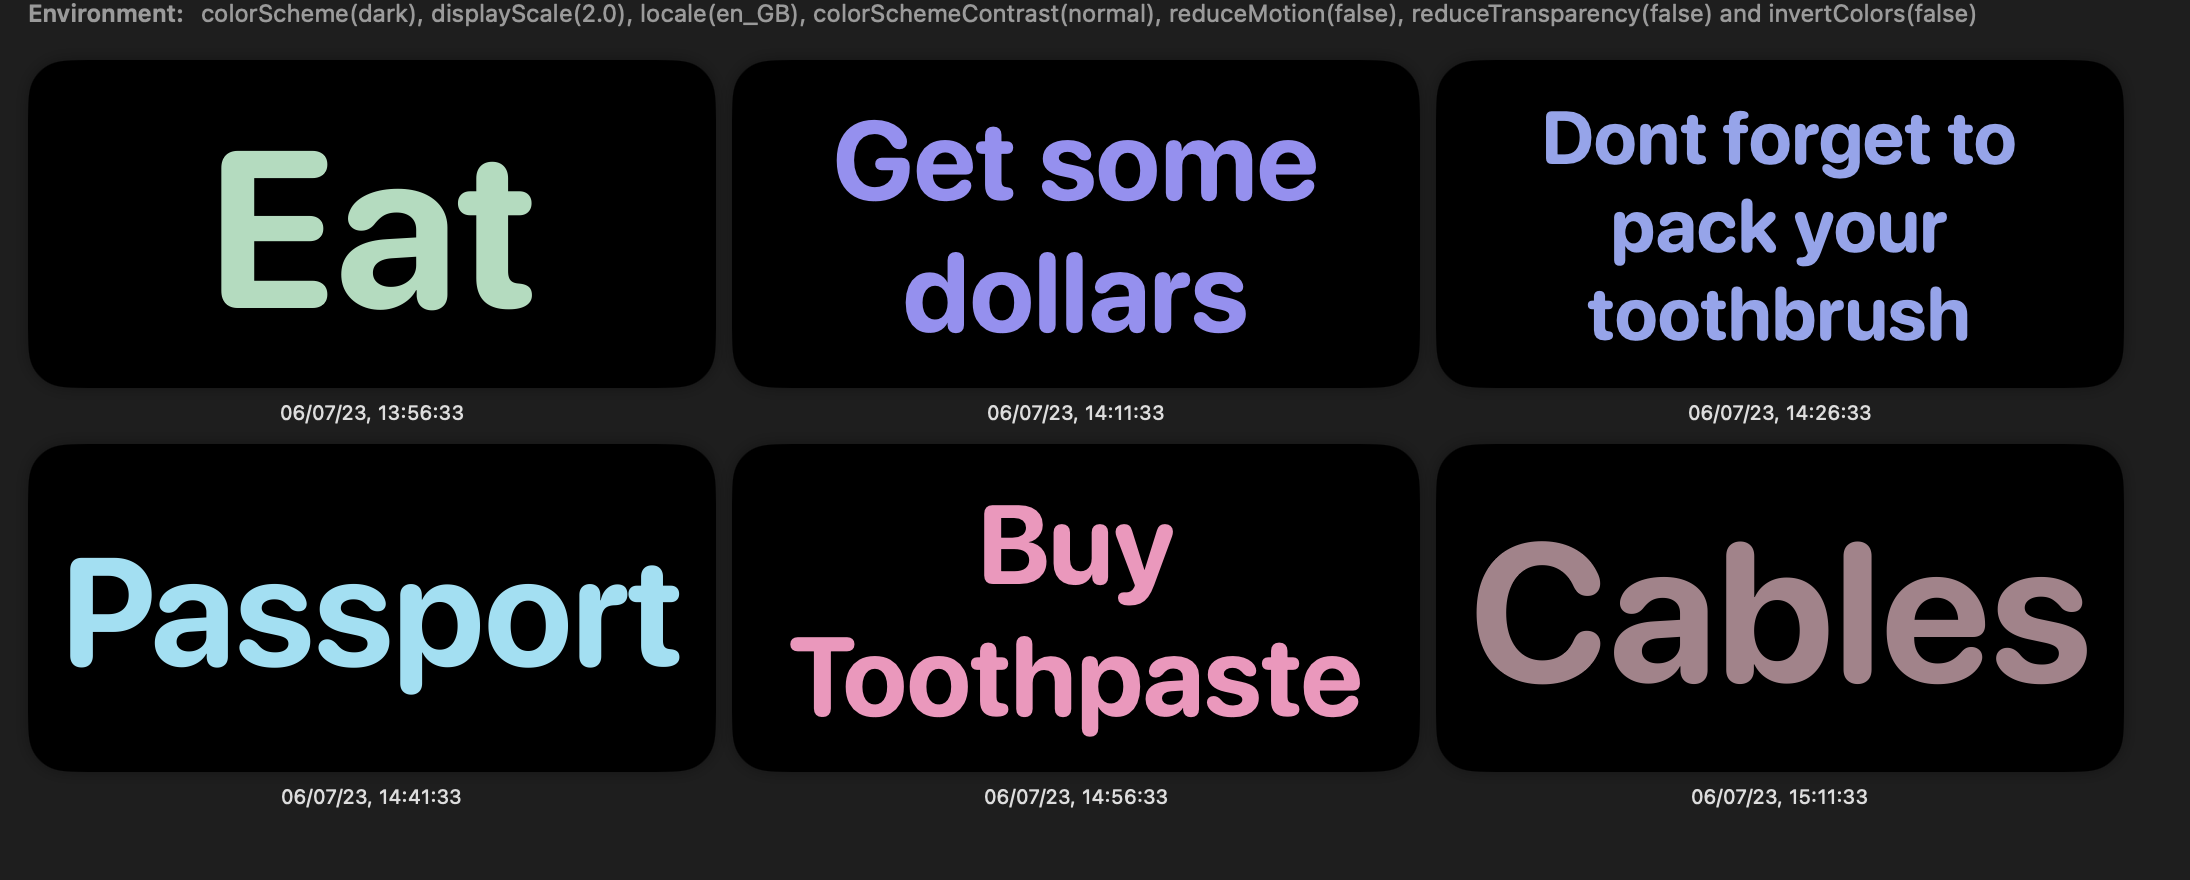 Environment: colorScheme(dark), displayScale(2.0), locale(en_GB), colorSchemeContrast(normal), reduceMotion(false), reduceTransparency(false) and invertColors(false)
Eat
06/07/23, 13:56:33
Get some
dollars
06/07/23, 14:11:33
Dont forget to
pack your
toothbrush
06/07/23, 14:26:33
Passport
06/07/23, 14:41:33
Buy
Toothpaste
06/07/23, 14:56:33
Cables
06/07/23, 15:11:33